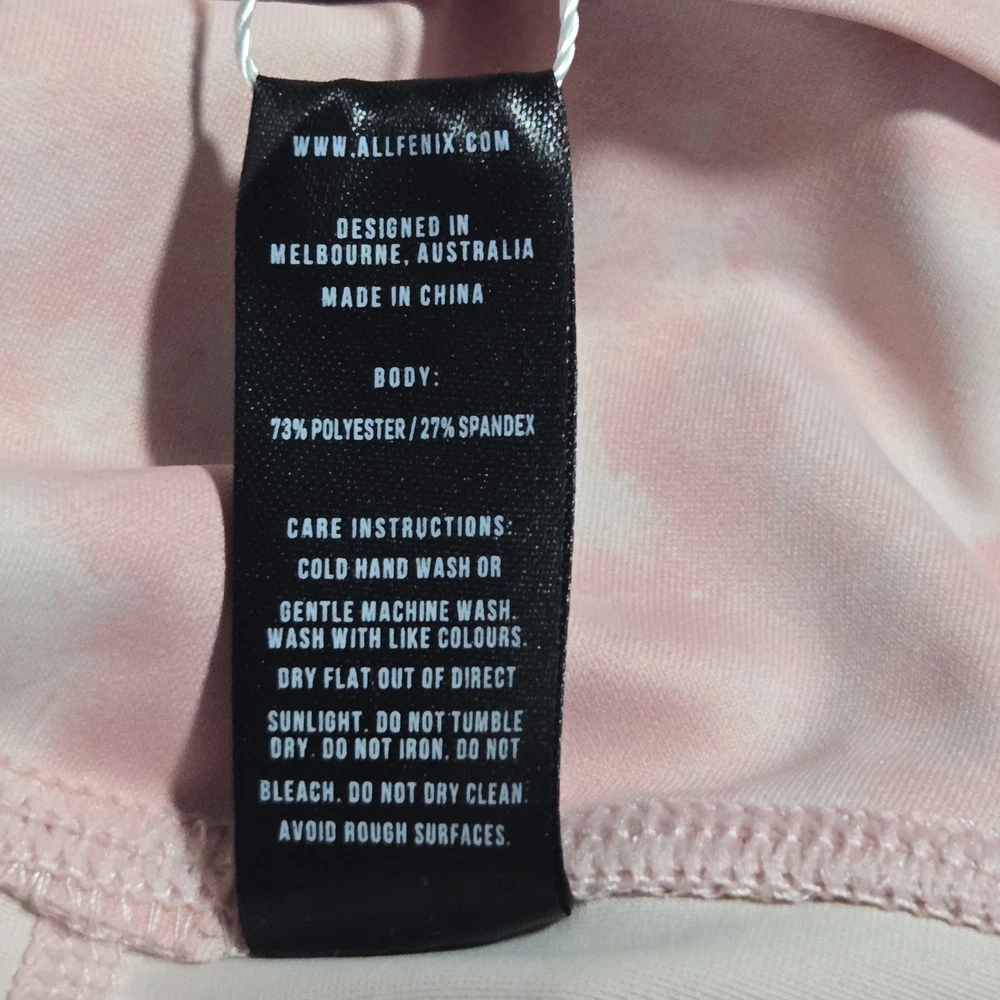 WWW.ALLFENIX.COM
DESIGNED IN
MELBOURNE, AUSTRALIA
MADE IN CHINA
BODY:
73% POLYESTER / 27% SPANDEX
CARE INSTRUCTIONS:
COLD HAND WASH OR
GENTLE MACHINE WASH.
WASH WITH LIKE COLOURS.
DRY FLAT OUT OF DIRECT
SUNLIGHT. DO NOT TUMBLE
DRY. DO NOT IRON. DO NOT
BLEACH. DO NOT DRY CLEAN.
AVOID ROUGH SURFACES.